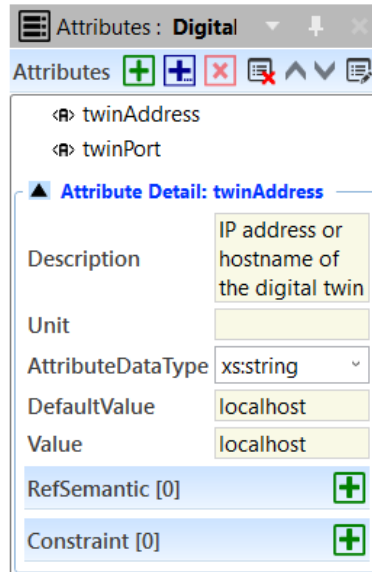 Attributes : Digital
Attributes
twinAddress
twinPort
Attribute Detail: twinAddress
Description
IP address or
hostname of
the digital twin
Unit
AttributeDataType xs:string
DefaultValue localhost
Value localhost
RefSemantic [0]
Constraint [0]